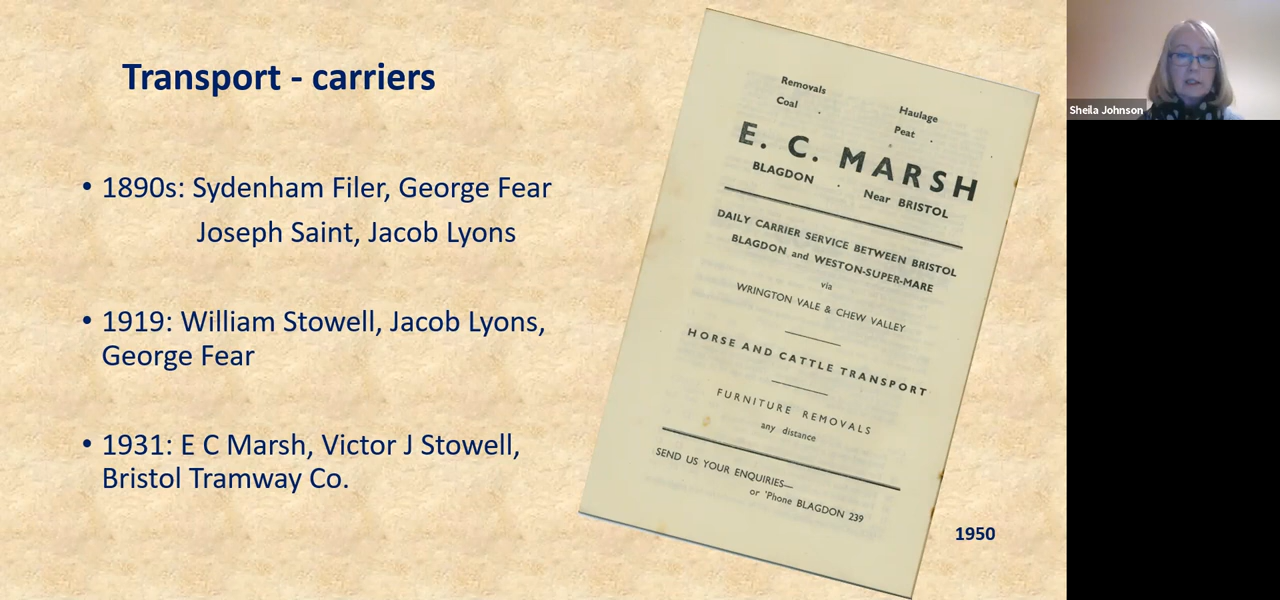 Transport - carriers
• 1890s: Sydenham Filer, George Fear
Joseph Saint, Jacob Lyons
• 1919: William Stowell, Jacob Lyons,
George Fear
• 1931: E C Marsh, Victor J Stowell,
Bristol Tramway Co.
Removals
Haulage
Coal
Peat
E. C. MARSH
BLAGDON Near BRISTOL
DAILY CARRIER SERVICE BETWEEN BRISTOL
BLAGDON and WESTON-SUPER-MARE
via
WRINGTON VALE & CHEW VALLEY
HORSE AND CATTLE TRANSPORT
FURNITURE REMOVALS
any distance
SEND US YOUR ENQUIRIES—
or 'Phone BLAGDON 239
1950
Sheila Johnson